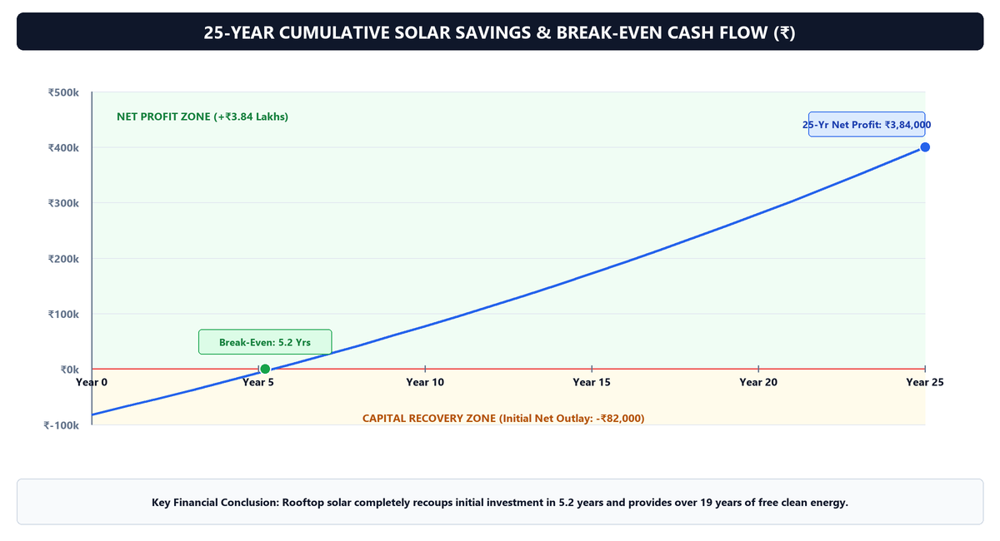 25-YEAR CUMULATIVE SOLAR SAVINGS & BREAK-EVEN CASH FLOW (₹)
₹500k
NET PROFIT ZONE (+₹3.84 Lakhs)
25-Yr Net Profit: ₹3,84,000
₹400k
₹300k
₹200k
₹100k
Break-Even: 5.2 Yrs
₹0k
Year 0
Year 5
Year 10
Year 15
Year 20
Year 25
CAPITAL RECOVERY ZONE (Initial Net Outlay: -₹82,000)
₹-100k
Key Financial Conclusion: Rooftop solar completely recoups initial investment in 5.2 years and provides over 19 years of free clean energy.